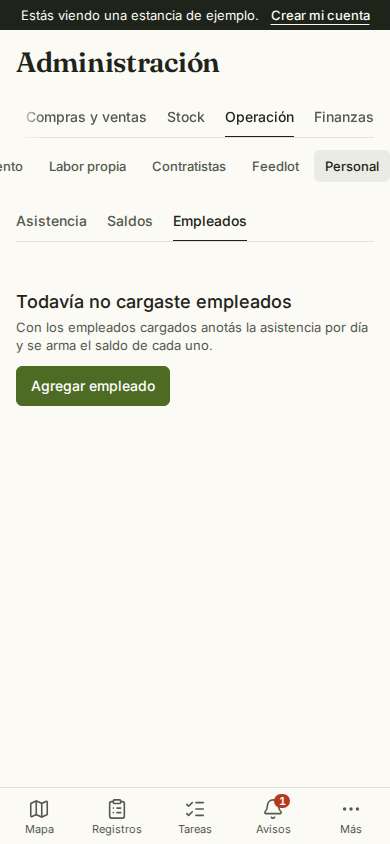 Estás viendo una estancia de ejemplo. Crear mi cuenta
Administración
Compras y ventas Stock Operación Finanzas
ento Labor propia Contratistas Feedlot Personal
Asistencia Saldos Empleados
Todavía no cargaste empleados
Con los empleados cargados anotás la asistencia por día
y se arma el saldo de cada uno.
Agregar empleado
1
Mapa Registros Tareas Avisos Más